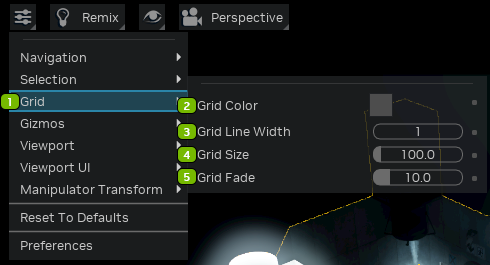 Remix
Perspective
Navigation
Selection
1 Grid
Gizmos
Viewport
Viewport UI
Manipulator Transform
Reset To Defaults
Preferences
2 Grid Color
3 Grid Line Width 1
4 Grid Size 100.0
5 Grid Fade 10.0